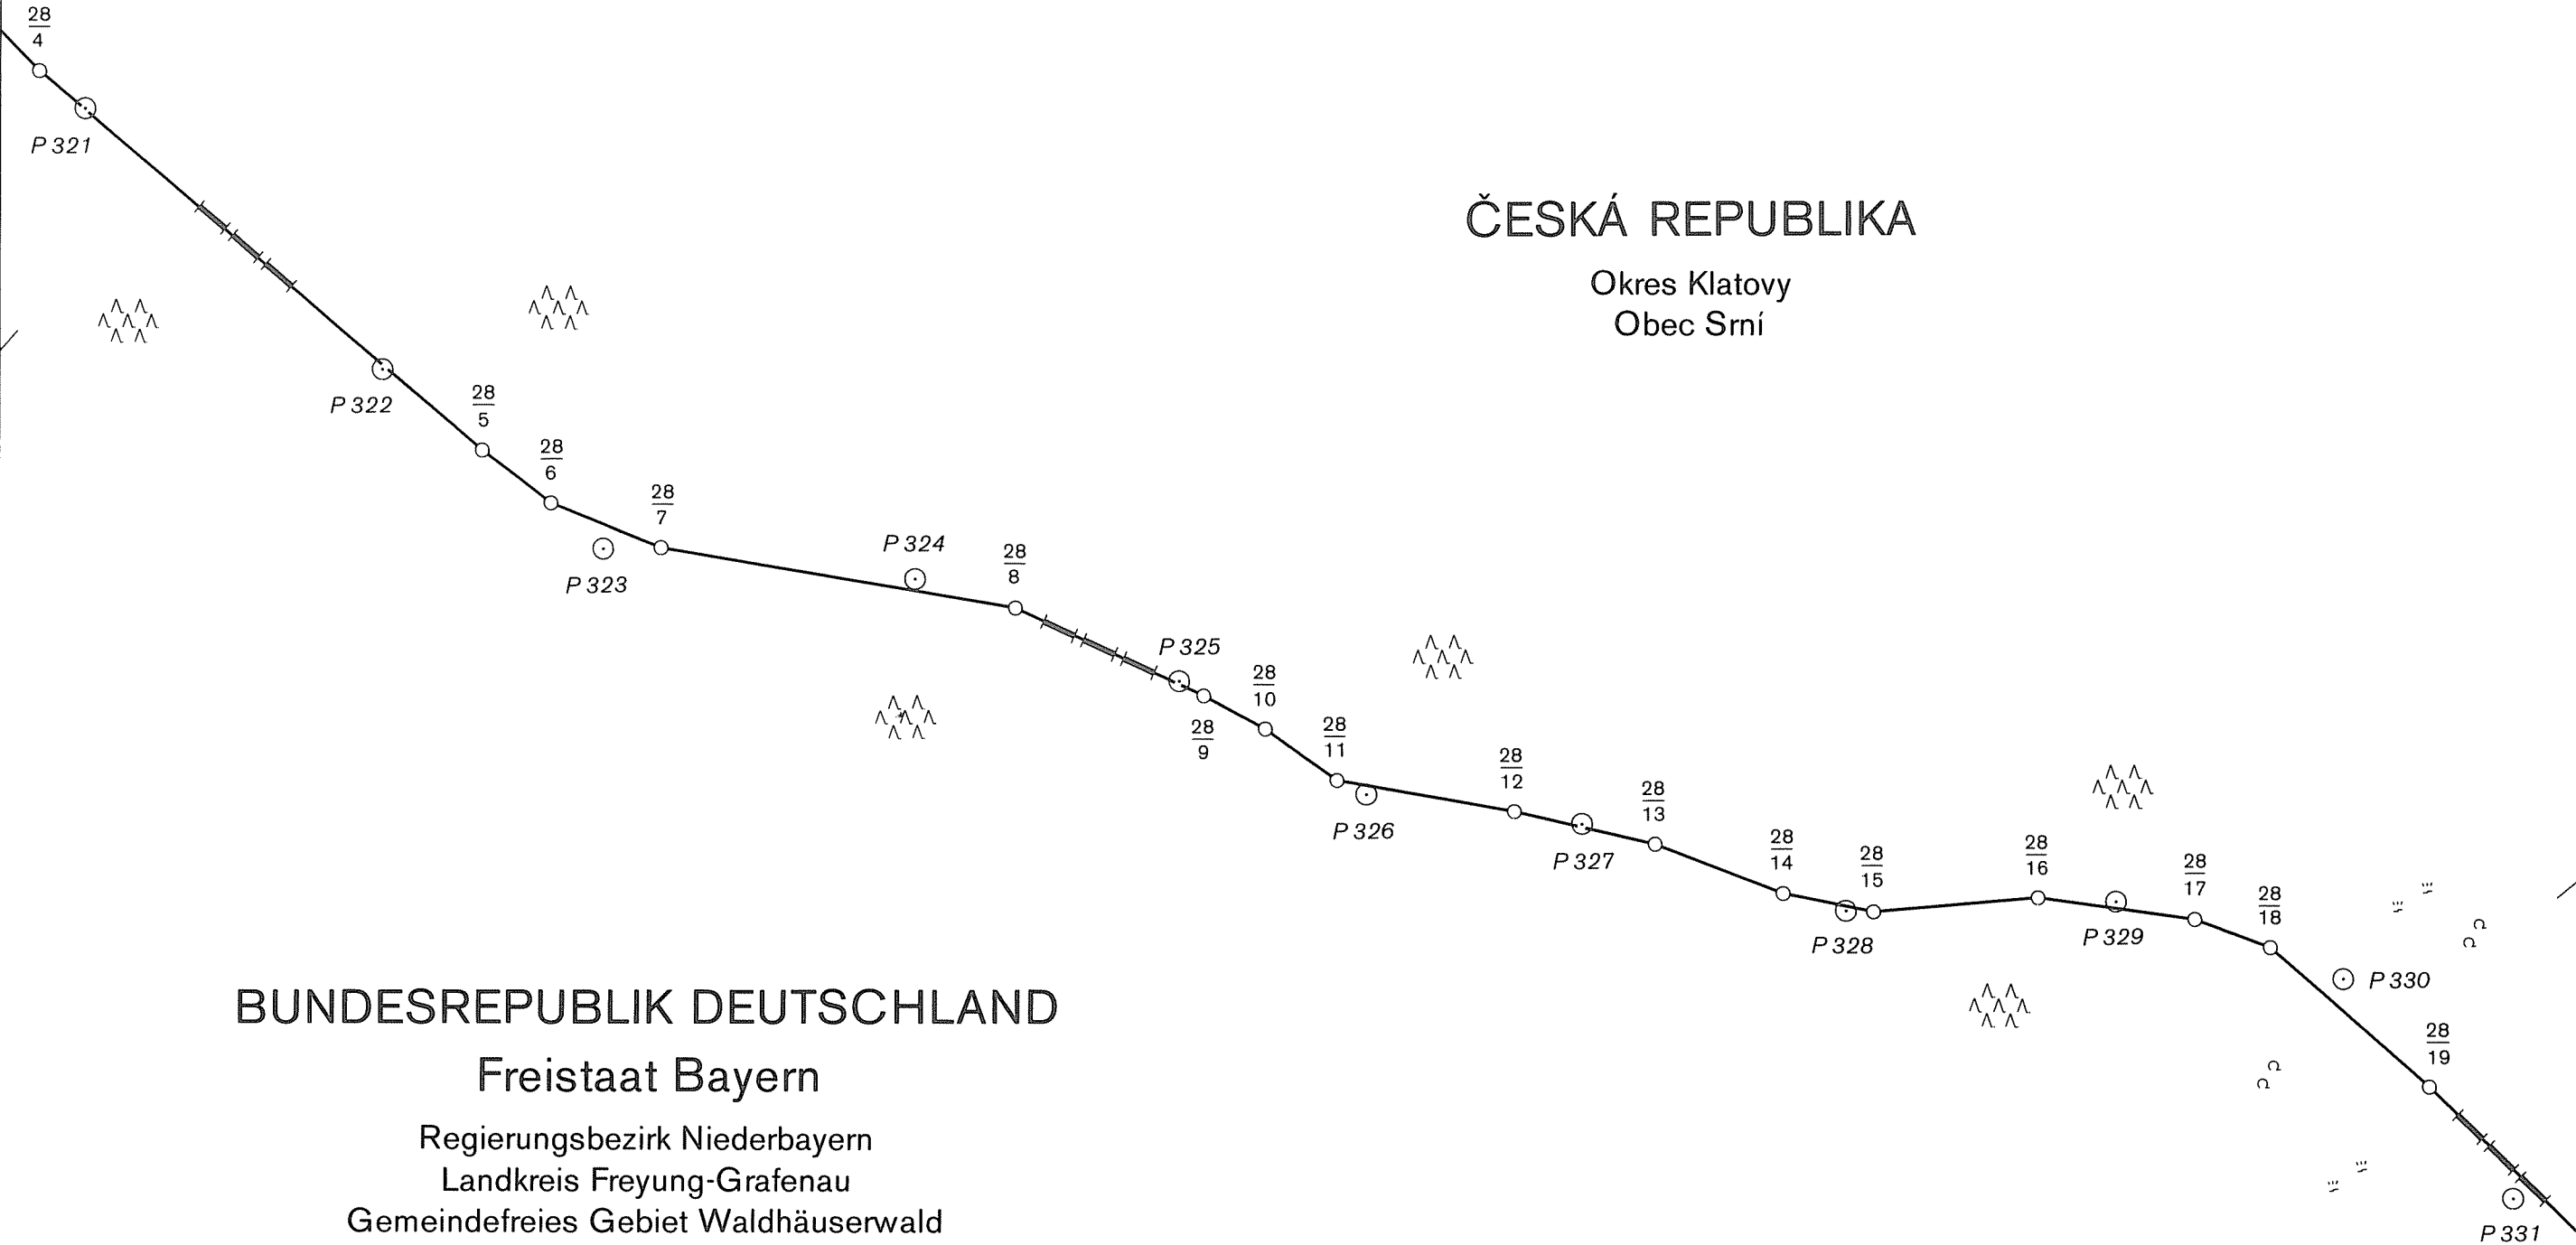 28
4
P 321
ČESKÁ REPUBLIKA
Okres Klatovy
Obec Srní
P 322
28
5
28
6
28
7
P 323
P 324
28
8
P 325
28
9
28
10
28
11
P 326
28
12
P 327
28
13
28
14
P 328
28
15
28
16
P 329
28
17
28
18
P 330
28
19
P 331
BUNDESREPUBLIK DEUTSCHLAND
Freistaat Bayern
Regierungsbezirk Niederbayern
Landkreis Freyung-Grafenau
Gemeindefreies Gebiet Waldhäuserwald